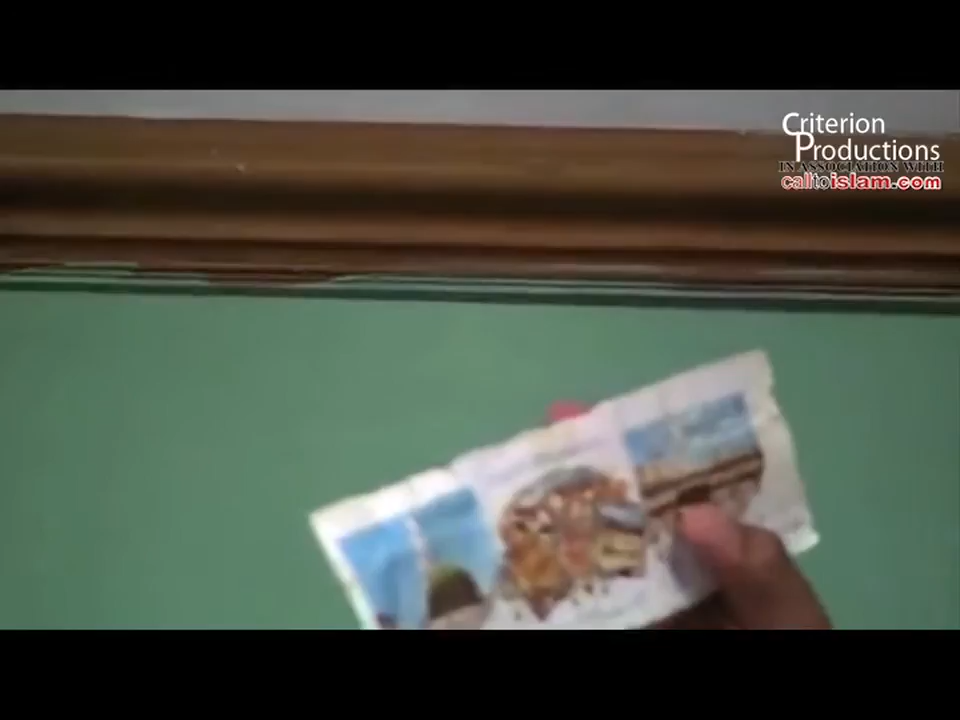 Criterion
Productions
IN ASSOCIATION WITH
calltoislam.com